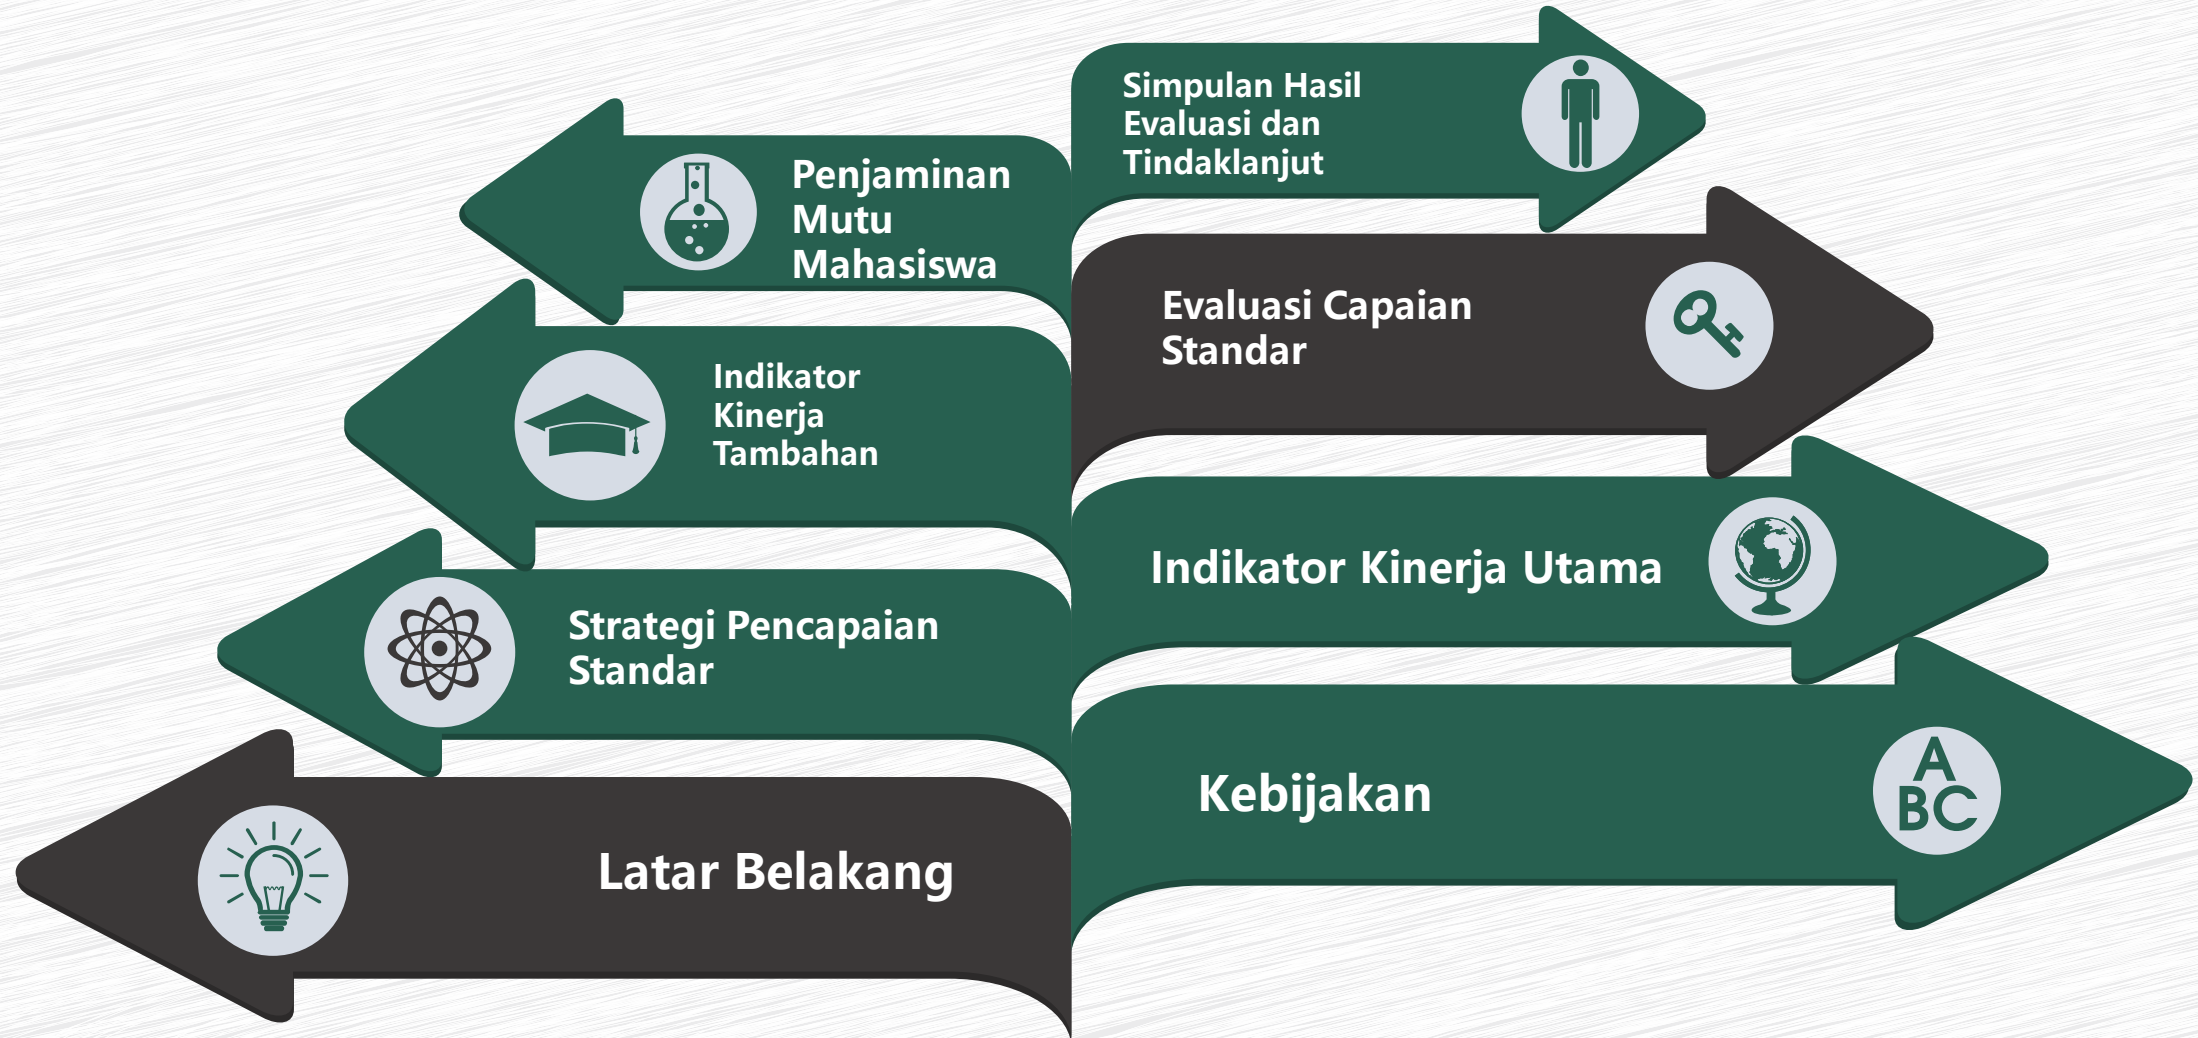 Simpulan Hasil
Evaluasi dan
Tindaklanjut
Penjaminan
Mutu
Mahasiswa
Evaluasi Capaian
Standar
Indikator
Kinerja
Tambahan
Indikator Kinerja Utama
Strategi Pencapaian
Standar
Kebijakan
A
BC
Latar Belakang